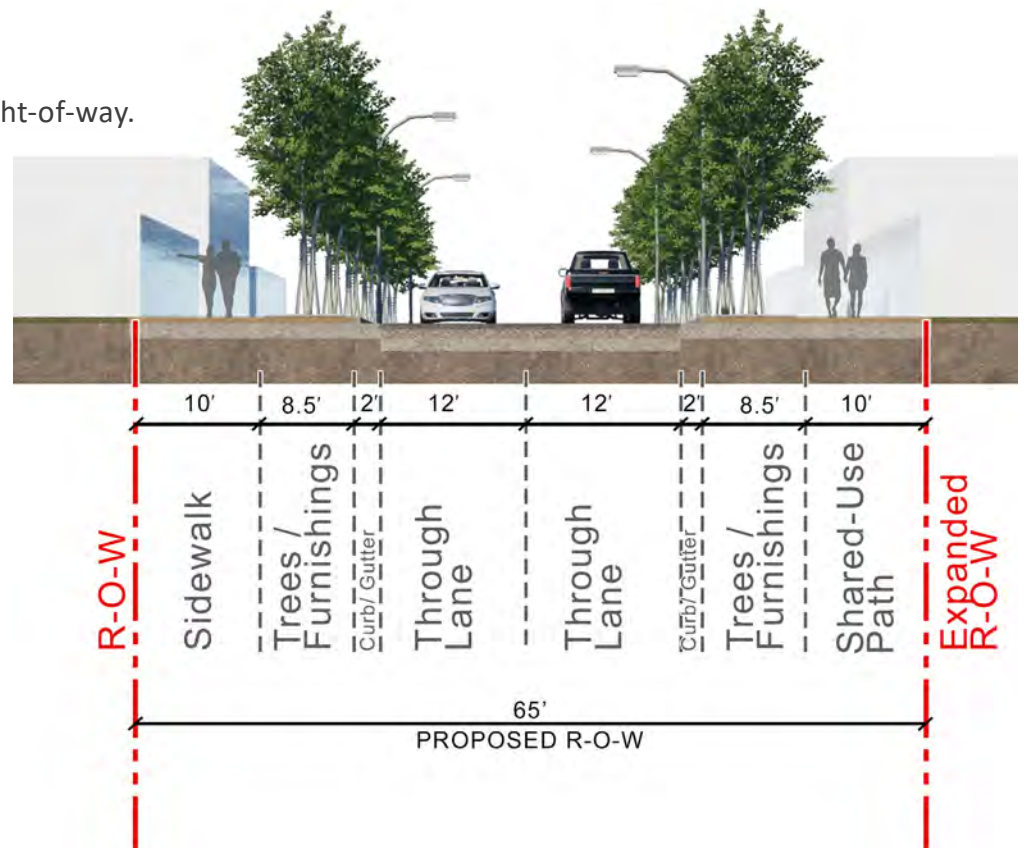 ht-of-way.
10' 8.5' 2' 12' 12' 2' 8.5' 10'
R-O-W
Sidewalk
Trees /
Furnishings
Curb/ Gutter
Through
Lane
Through
Lane
Curb/ Gutter
Trees /
Furnishings
Shared-Use
Path
Expanded
R-O-W
65'
PROPOSED R-O-W